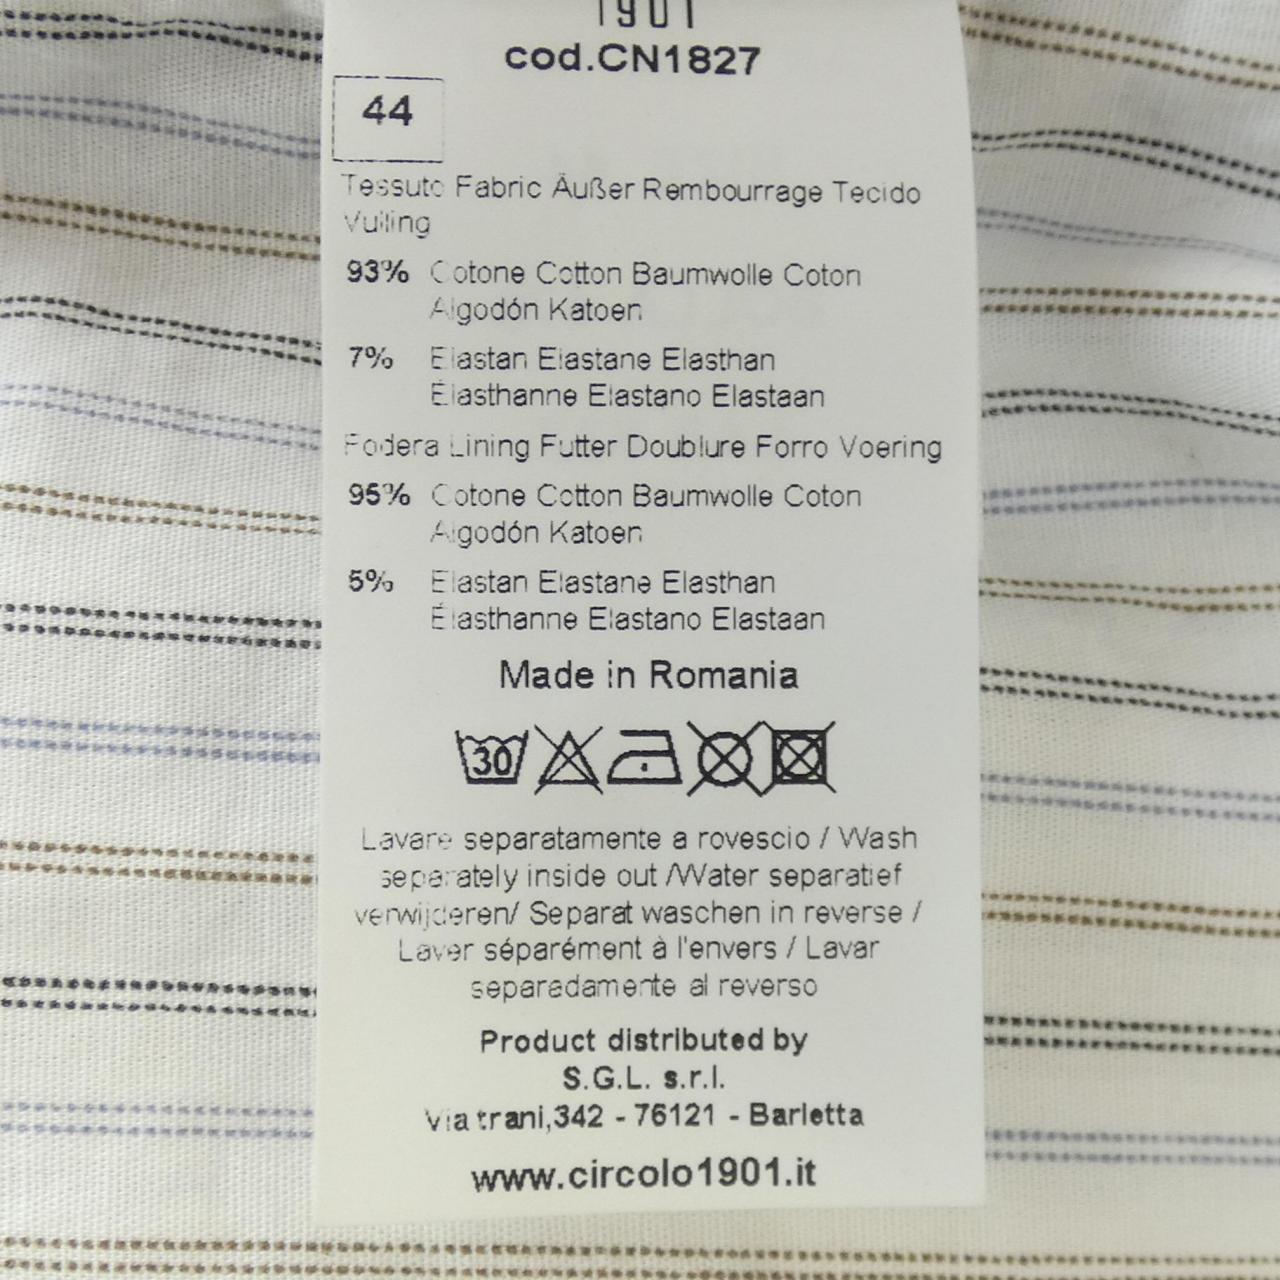 1901
cod.CN1827
44
Tessuto Fabric Äußer Rembourrage Tecido
Vulling
93% Cotone Cotton Baumwolle Coton
Algodón Katoen
7% Elastan Elastane Elasthan
Élasthanne Elastano Elastaan
Fodera Lining Futter Doublure Forro Voering
95% Cotone Cotton Baumwolle Coton
Algodón Katoen
5% Elastan Elastane Elasthan
Élasthanne Elastano Elastaan
Made in Romania
30
Lavare separatamente a rovescio / Wash
separately inside out /Water separatief
verwijderen/ Separat waschen in reverse /
Laver séparément à l'envers / Lavar
separadamente al reverso
Product distributed by
S.G.L. s.r.l.
Via trani,342 - 76121 - Barletta
www.circolo1901.it